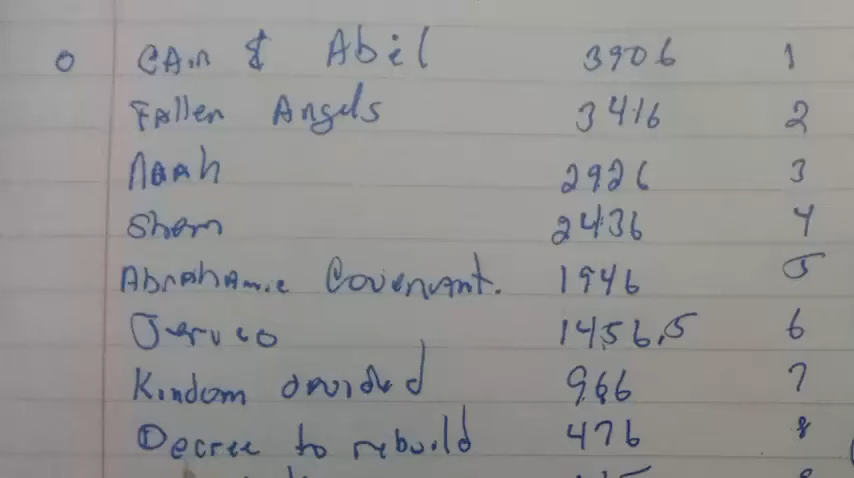 0 CAin & Abel 3906 1
Fallen Angels 3416 2
Noah 2926 3
Shem 2436 4
Abrahamic Covenant. 1946 5
1456.5 6
Kindom divided 966 7
Decree to rebuild 476 8